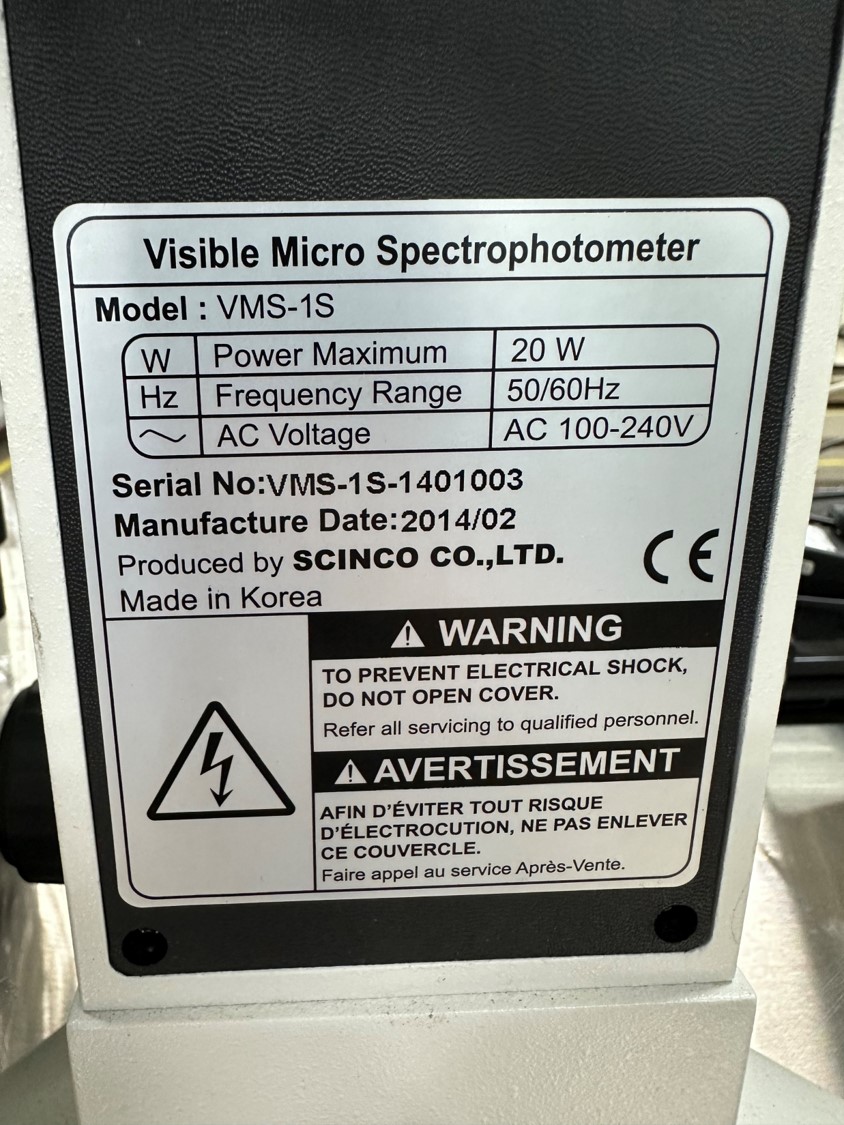 Visible Micro Spectrophotometer
Model : VMS-1S
W Power Maximum 20 W
Hz Frequency Range 50/60Hz
~ AC Voltage AC 100-240V
Serial No:VMS-1S-1401003
Manufacture Date:2014/02
Produced by SCINCO CO.,LTD.
CE
Made in Korea
⚠ WARNING
TO PREVENT ELECTRICAL SHOCK,
DO NOT OPEN COVER.
Refer all servicing to qualified personnel.
⚠ AVERTISSEMENT
AFIN D'ÉVITER TOUT RISQUE
D'ÉLECTROCUTION, NE PAS ENLEVER
CE COUVERCLE.
Faire appel au service Après-Vente.